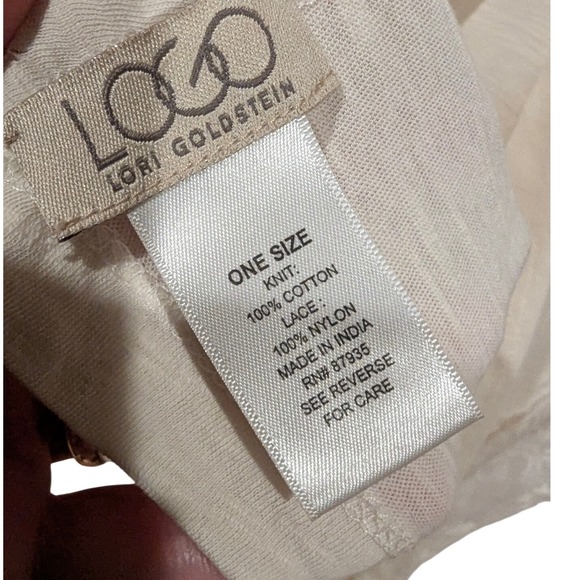 LOGO
LORI GOLDSTEIN
ONE SIZE
KNIT:
100% COTTON
LACE :
100% NYLON
MADE IN INDIA
RN# 87935
SEE REVERSE
FOR CARE